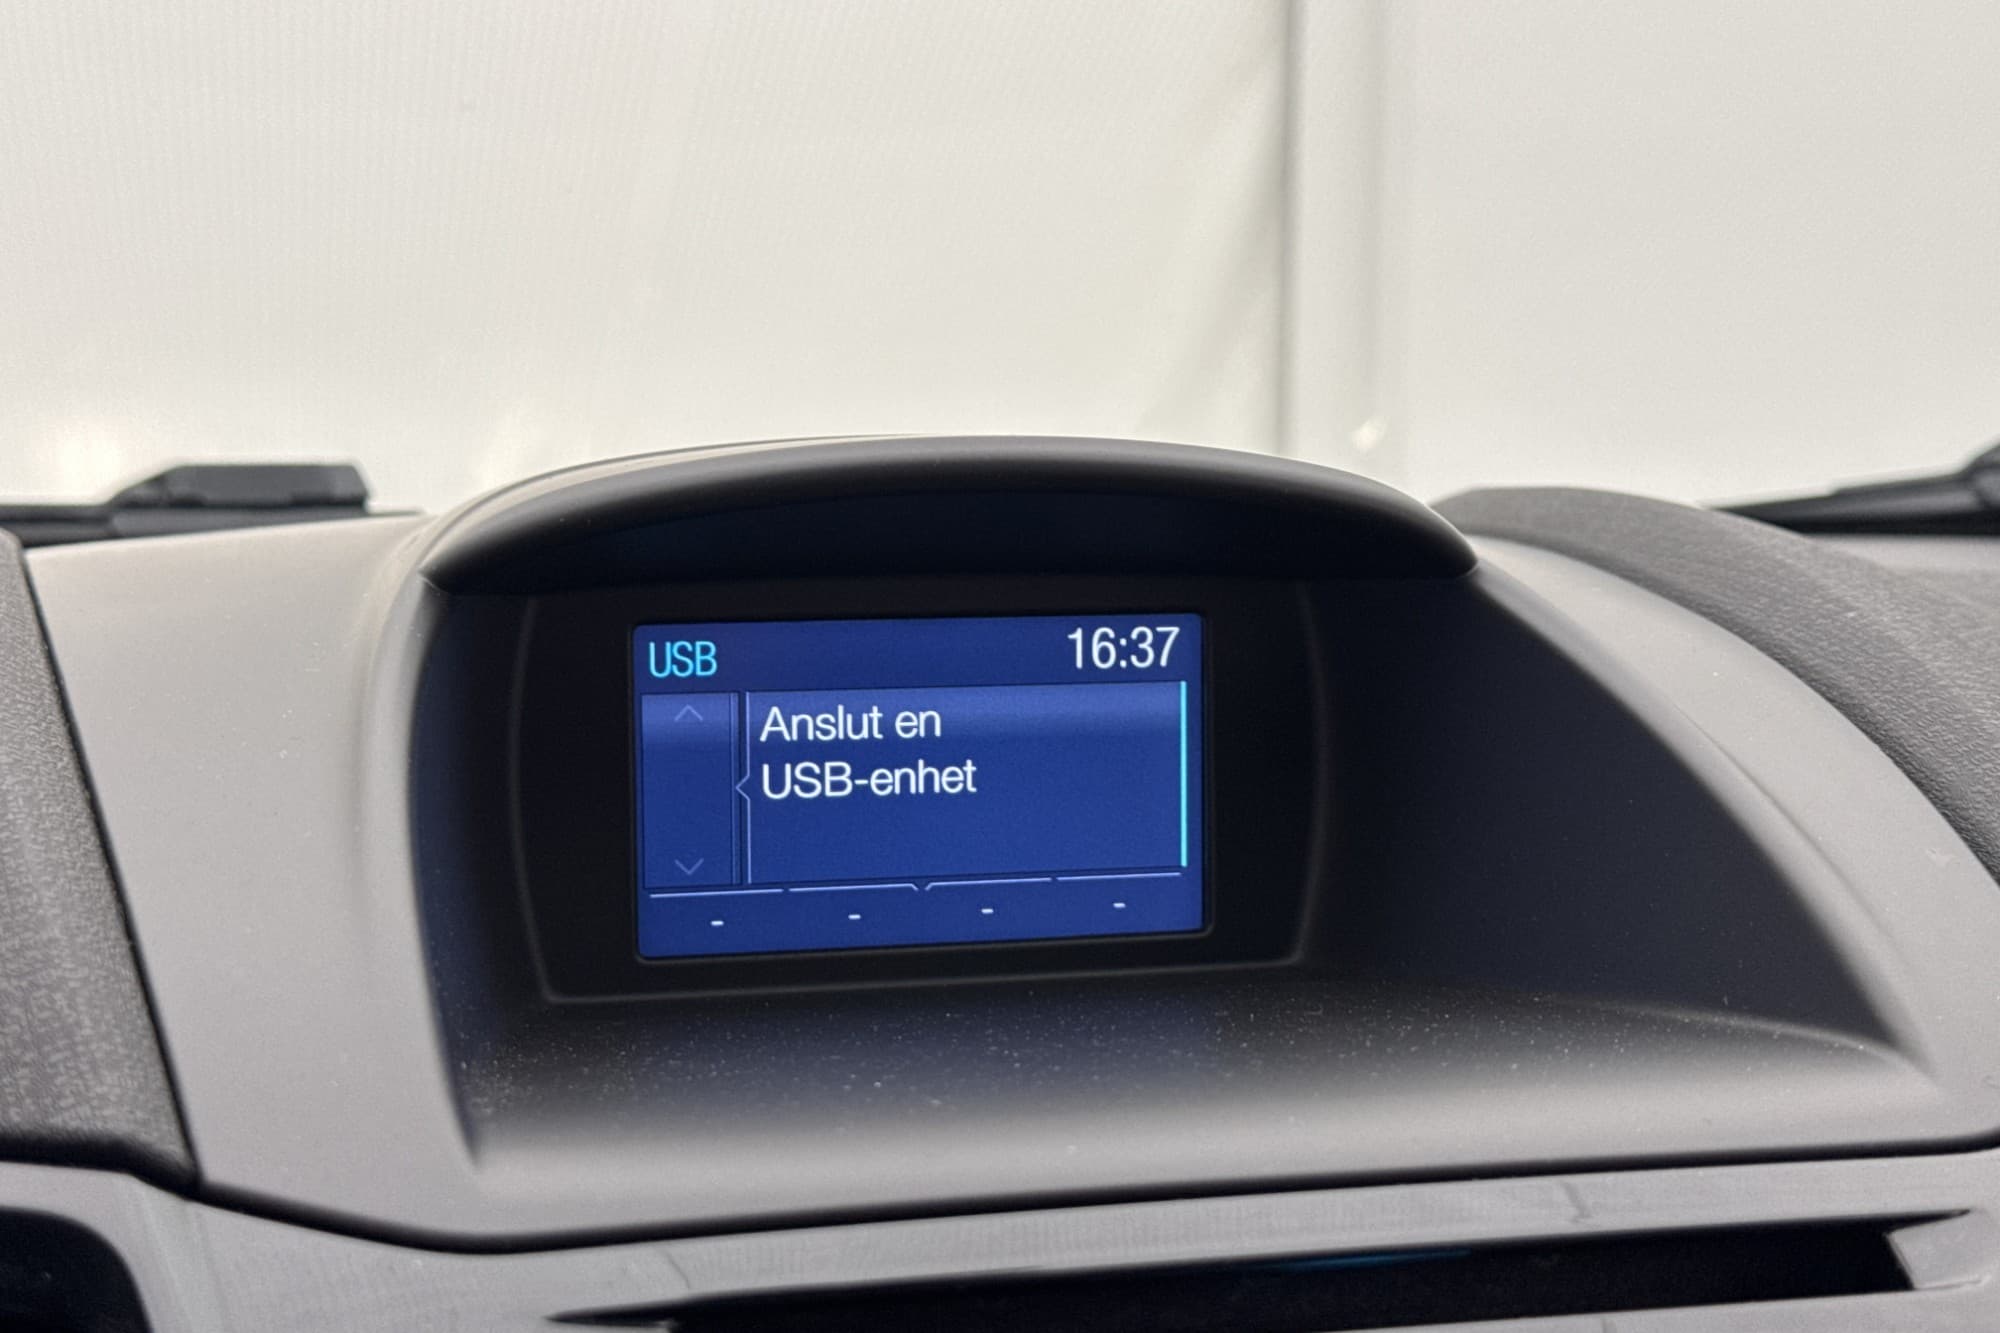 USB 16:37
Anslut en
USB-enhet
- - - -